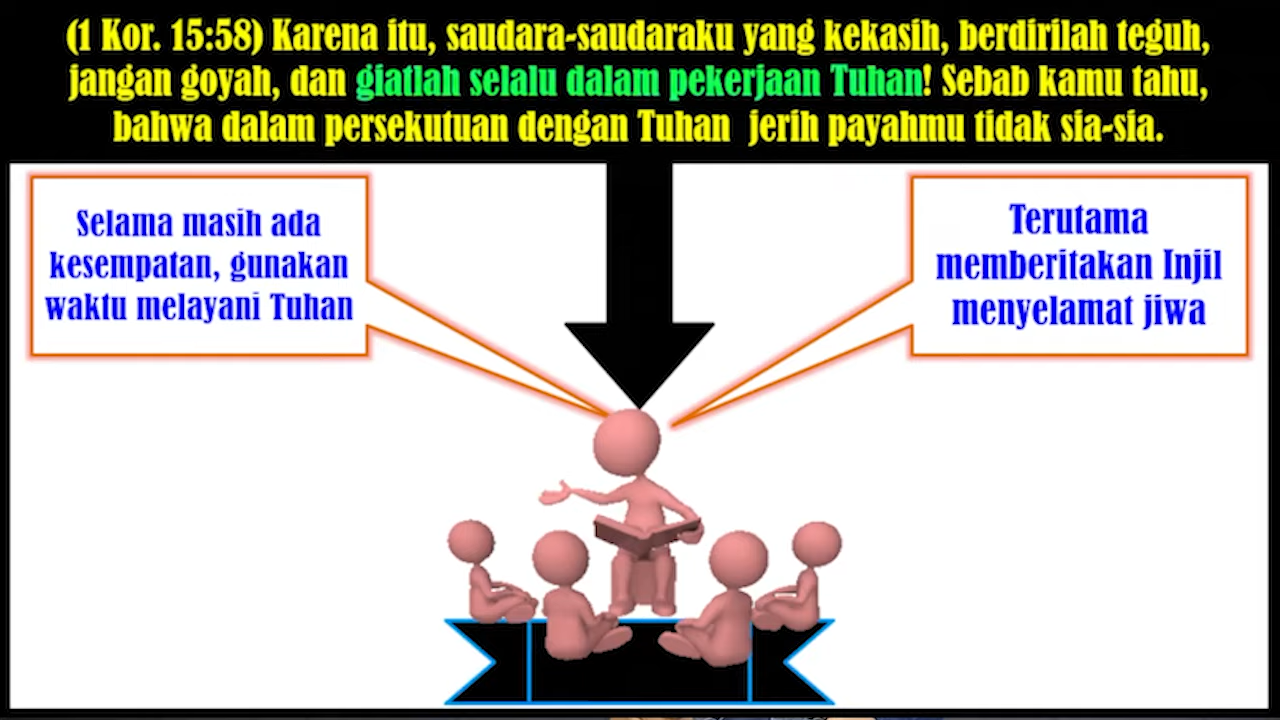 (1 Kor. 15:58) Karena itu, saudara-saudaraku yang kekasih, berdirilah teguh,
jangan goyah, dan giatlah selalu dalam pekerjaan Tuhan! Sebab kamu tahu,
bahwa dalam persekutuan dengan Tuhan jerih payahmu tidak sia-sia.
Selama masih ada
kesempatan, gunakan
waktu melayani Tuhan
Terutama
memberitakan Injil
menyelamat jiwa